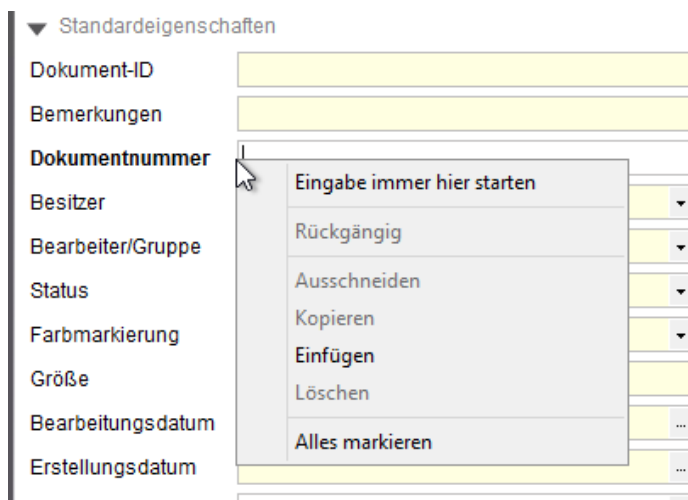 Standardeigenschaften
Dokument-ID
Bemerkungen
Dokumentnummer
Eingabe immer hier starten
Besitzer
Rückgängig
Bearbeiter/Gruppe
Ausschneiden
Status
Kopieren
Farbmarkierung
Einfügen
Größe
Löschen
Bearbeitungsdatum
...
Alles markieren
Erstellungsdatum
...